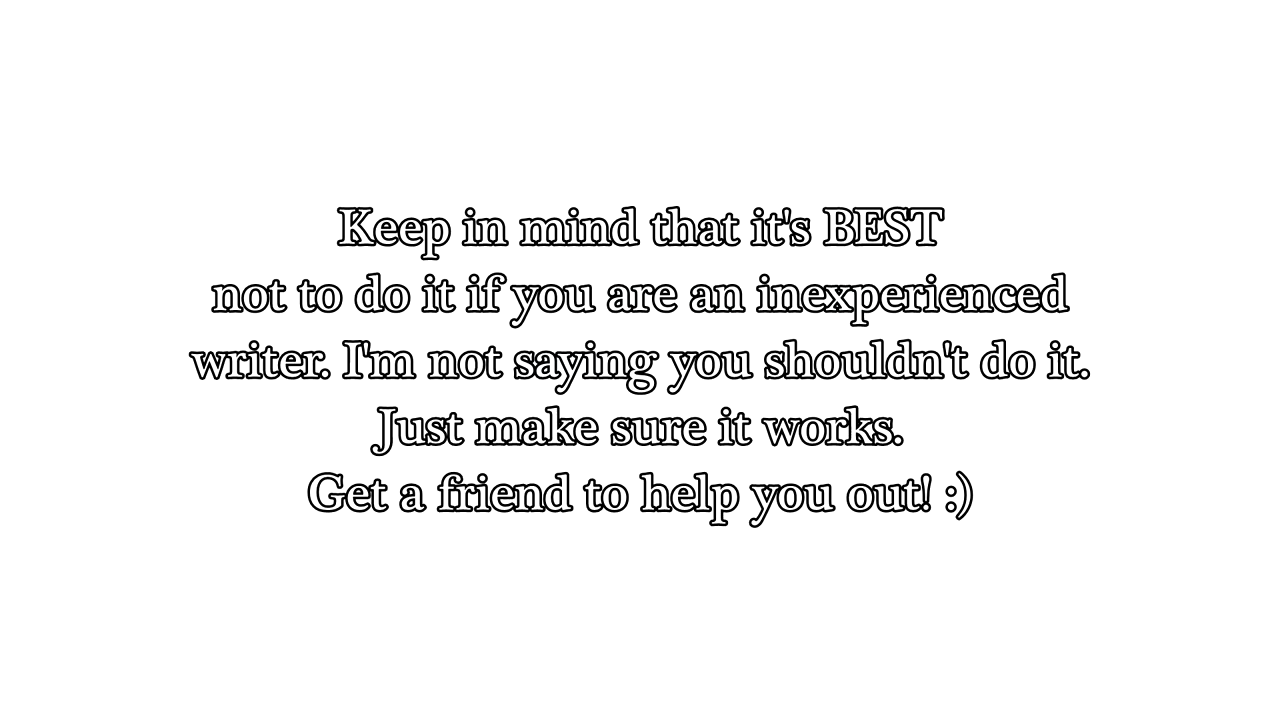 Keep in mind that it's BEST
not to do it if you are an inexperienced
writer. I'm not saying you shouldn't do it.
Just make sure it works.
Get a friend to help you out! :)